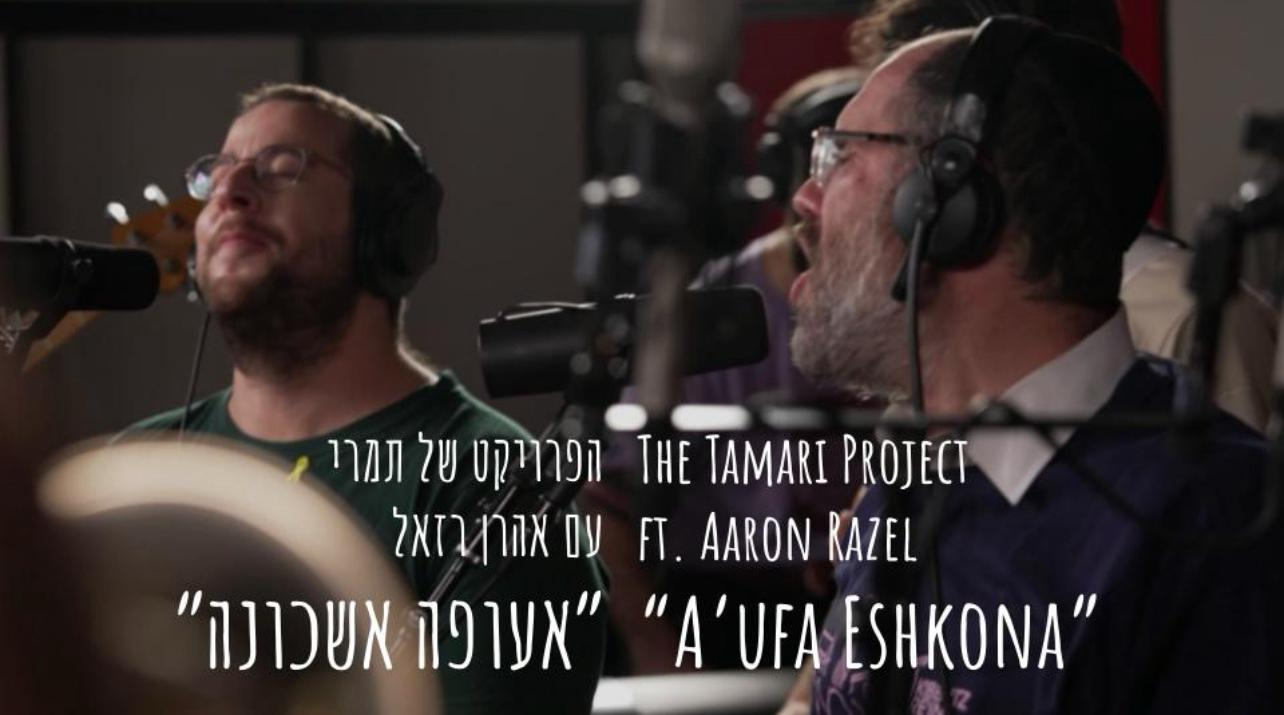 הפרויקט של תמרי The Tamari Project
עם אהרן רזאל ft. Aaron Razel
"אעופה אשכונה" "A'ufa Eshkona"